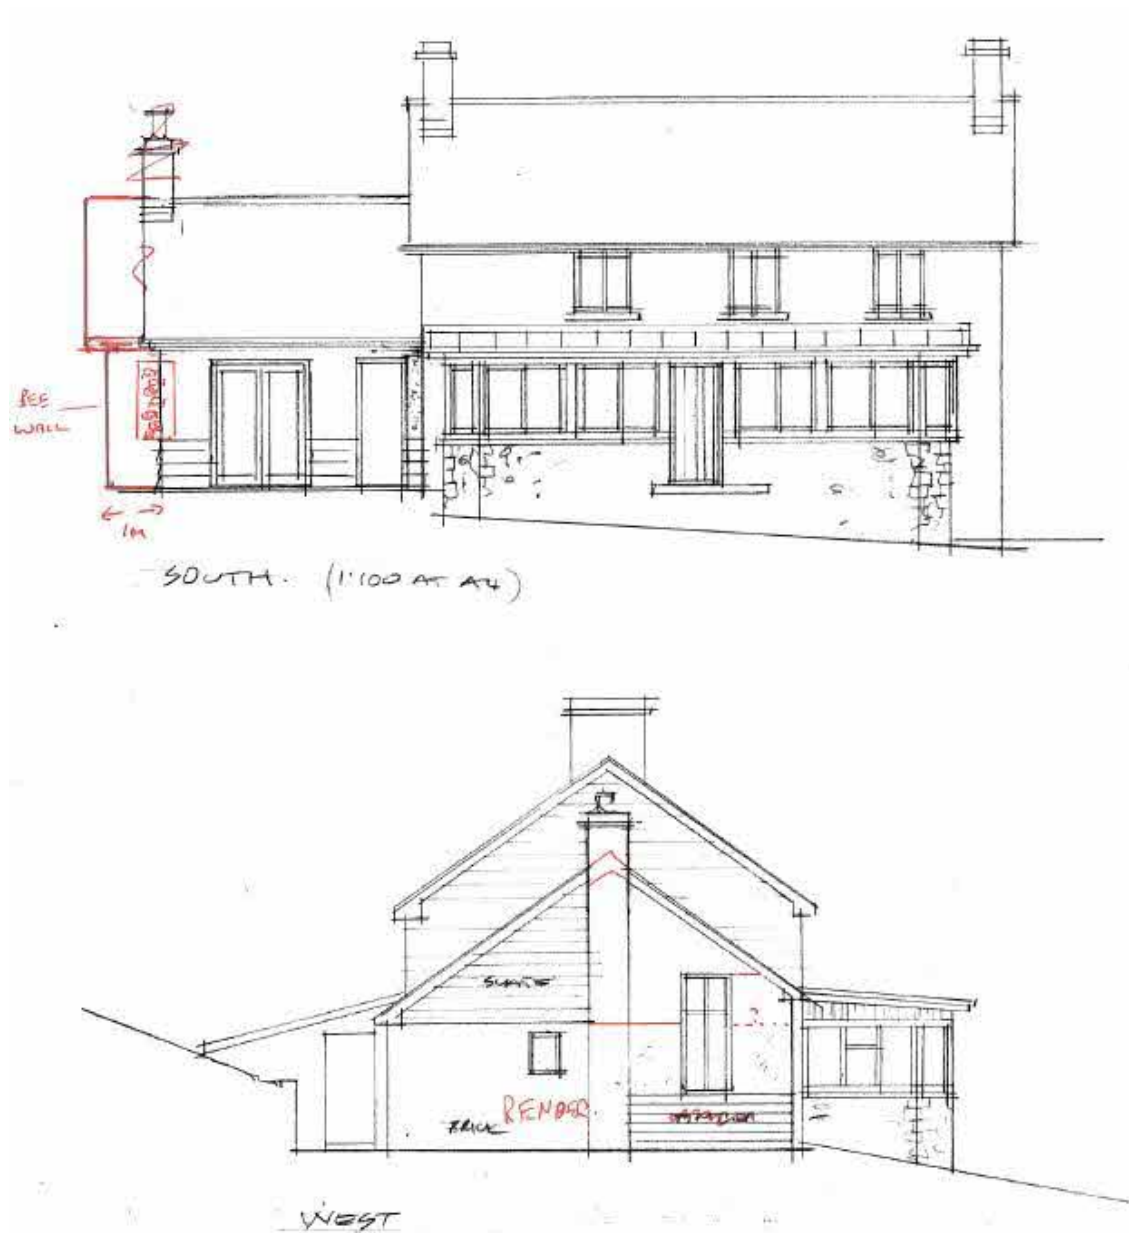 BEE
WALL
1M
SOUTH. (1:100 AT A4)
SLATE
?
RENDER.
BRICK
WEST